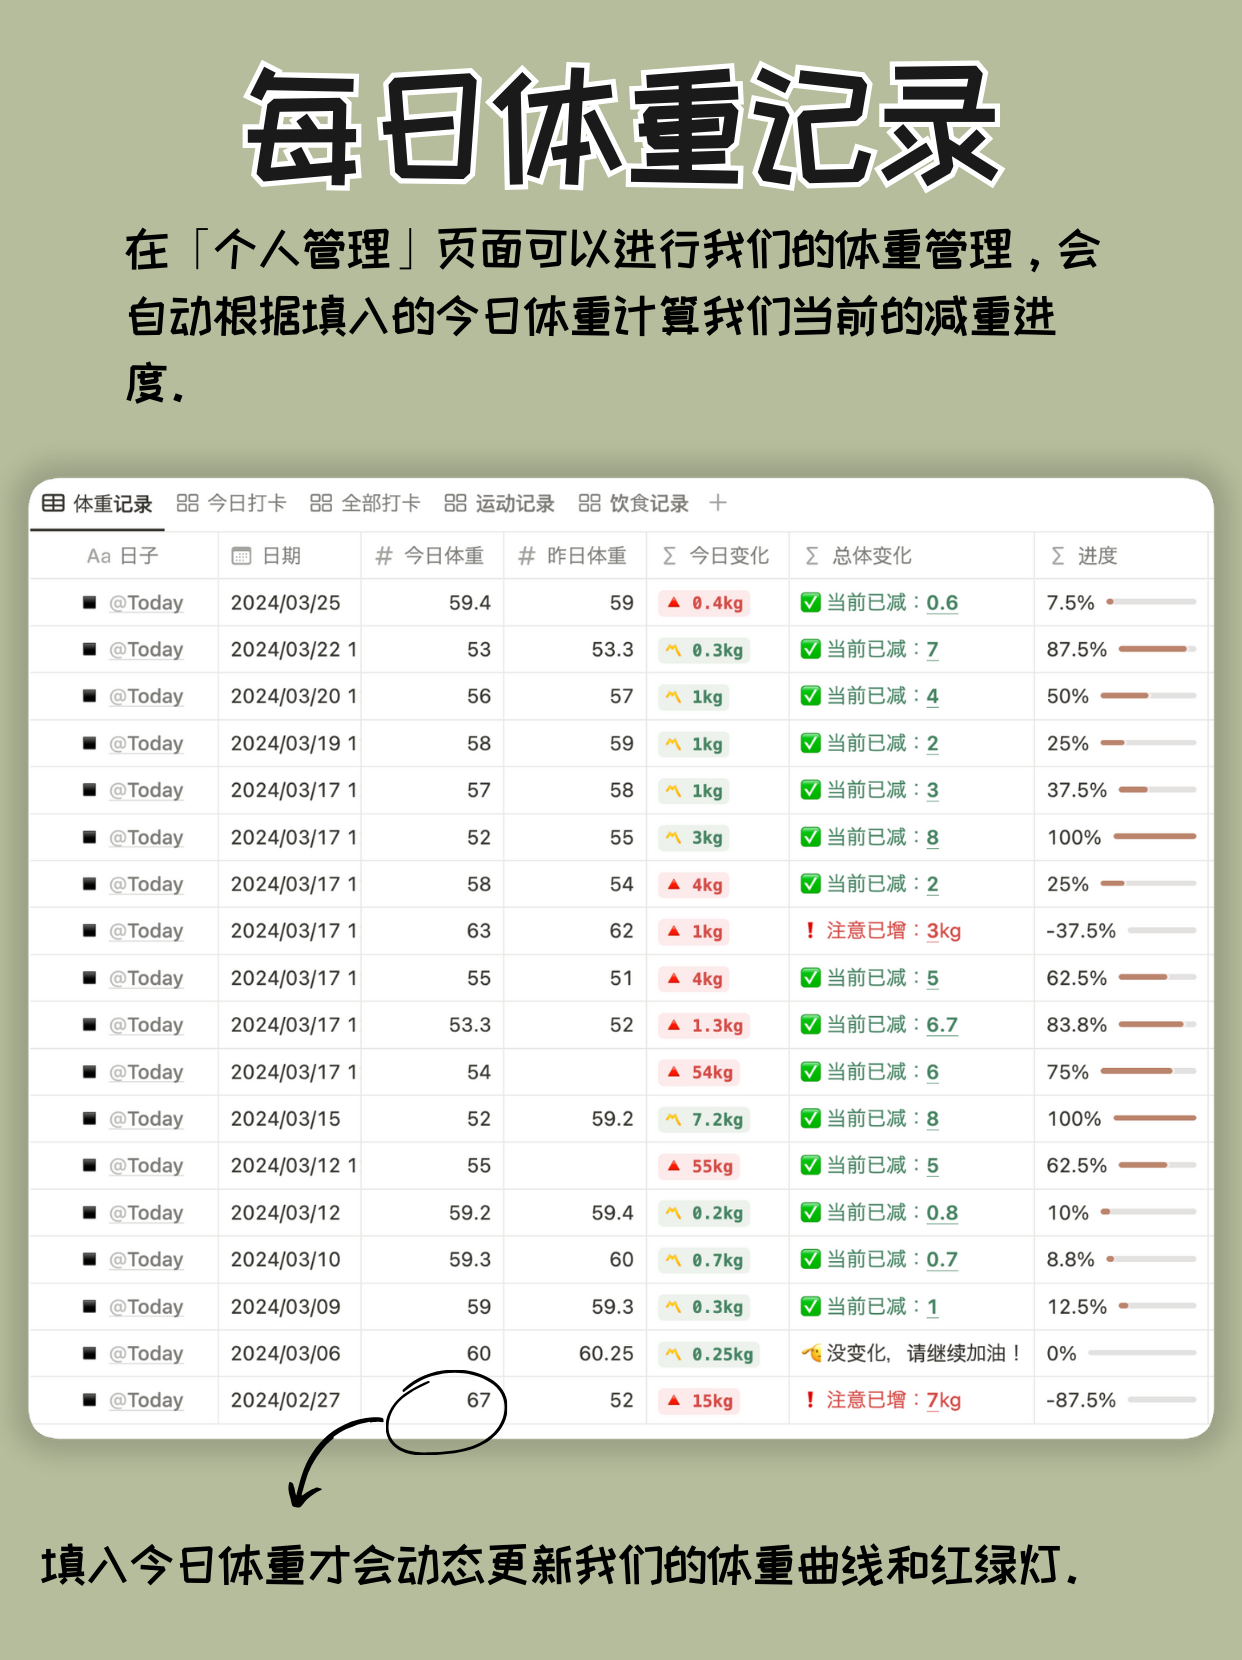 每日体重记录
在「个人管理」页面可以进行我们的体重管理，会
自动根据填入的今日体重计算我们当前的减重进
度.
体重记录 今日打卡 全部打卡 运动记录 饮食记录 +
Aa 日子 日期 # 今日体重 # 昨日体重 Σ 今日变化 Σ 总体变化 Σ 进度
@Today 2024/03/25 59.4 59 🔺 0.4kg ✅ 当前已减：0.6 7.5%
@Today 2024/03/22 1 53 53.3 〽️ 0.3kg ✅ 当前已减：7 87.5%
@Today 2024/03/20 1 56 57 〽️ 1kg ✅ 当前已减：4 50%
@Today 2024/03/19 1 58 59 〽️ 1kg ✅ 当前已减：2 25%
@Today 2024/03/17 1 57 58 〽️ 1kg ✅ 当前已减：3 37.5%
@Today 2024/03/17 1 52 55 〽️ 3kg ✅ 当前已减：8 100%
@Today 2024/03/17 1 58 54 🔺 4kg ✅ 当前已减：2 25%
@Today 2024/03/17 1 63 62 🔺 1kg ❗ 注意已增：3kg -37.5%
@Today 2024/03/17 1 55 51 🔺 4kg ✅ 当前已减：5 62.5%
@Today 2024/03/17 1 53.3 52 🔺 1.3kg ✅ 当前已减：6.7 83.8%
@Today 2024/03/17 1 54 🔺 54kg ✅ 当前已减：6 75%
@Today 2024/03/15 52 59.2 〽️ 7.2kg ✅ 当前已减：8 100%
@Today 2024/03/12 1 55 🔺 55kg ✅ 当前已减：5 62.5%
@Today 2024/03/12 59.2 59.4 〽️ 0.2kg ✅ 当前已减：0.8 10%
@Today 2024/03/10 59.3 60 〽️ 0.7kg ✅ 当前已减：0.7 8.8%
@Today 2024/03/09 59 59.3 〽️ 0.3kg ✅ 当前已减：1 12.5%
@Today 2024/03/06 60 60.25 〽️ 0.25kg 🫡 没变化，请继续加油！ 0%
@Today 2024/02/27 67 52 🔺 15kg ❗ 注意已增：7kg -87.5%
填入今日体重才会动态更新我们的体重曲线和红绿灯.